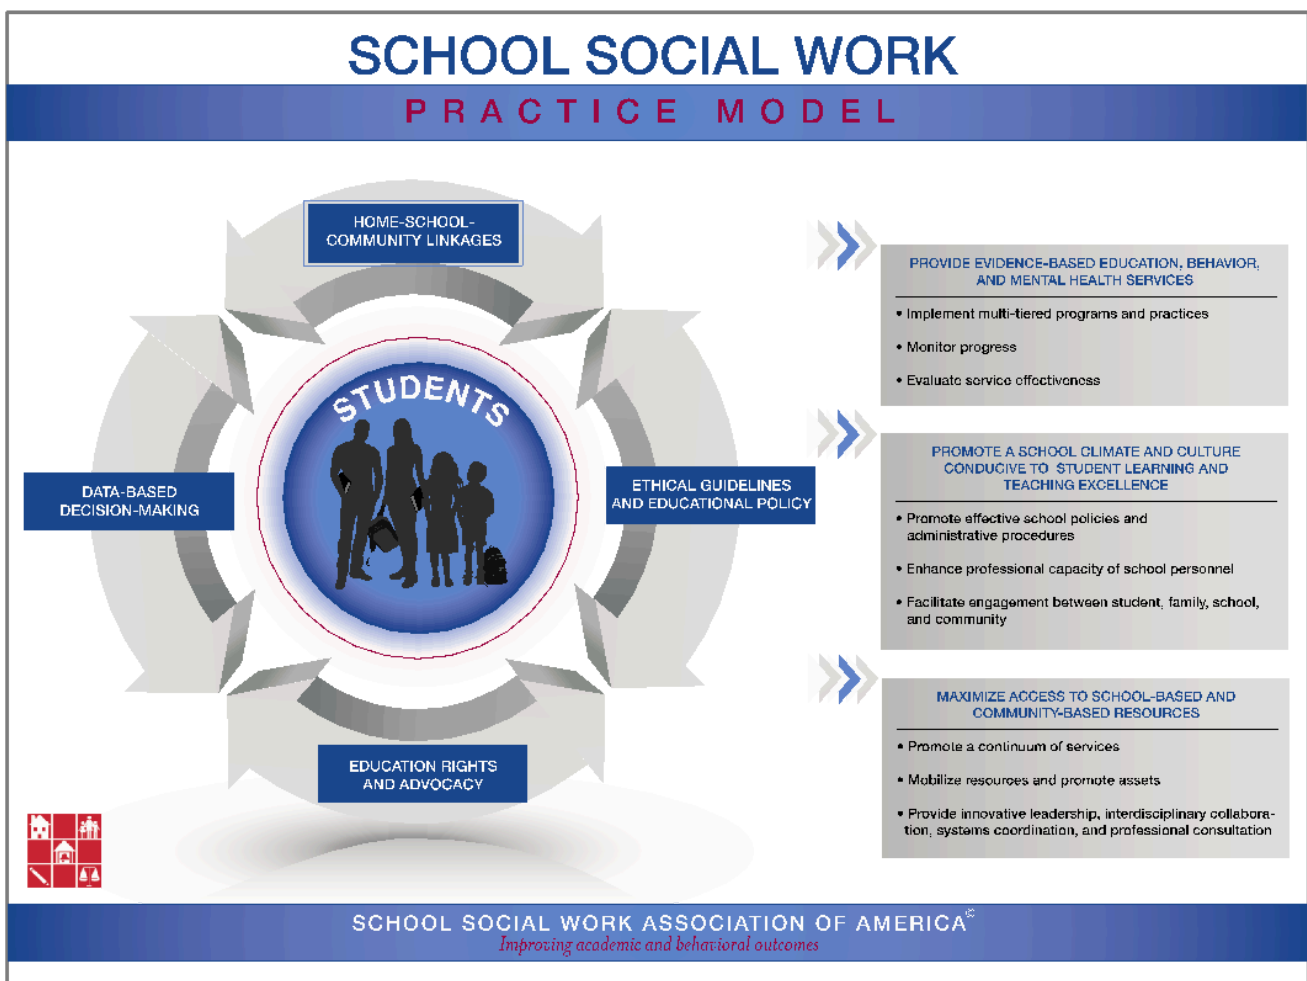 SCHOOL SOCIAL WORK
PRACTICE MODEL
HOME-SCHOOL-
COMMUNITY LINKAGES
STUDENTS
DATA-BASED
DECISION-MAKING
ETHICAL GUIDELINES
AND EDUCATIONAL POLICY
EDUCATION RIGHTS
AND ADVOCACY
PROVIDE EVIDENCE-BASED EDUCATION, BEHAVIOR,
AND MENTAL HEALTH SERVICES
• Implement multi-tiered programs and practices
• Monitor progress
• Evaluate service effectiveness
PROMOTE A SCHOOL CLIMATE AND CULTURE
CONDUCIVE TO STUDENT LEARNING AND
TEACHING EXCELLENCE
• Promote effective school policies and
administrative procedures
• Enhance professional capacity of school personnel
• Facilitate engagement between student, family, school,
and community
MAXIMIZE ACCESS TO SCHOOL-BASED AND
COMMUNITY-BASED RESOURCES
• Promote a continuum of services
• Mobilize resources and promote assets
• Provide innovative leadership, interdisciplinary collabora-
tion, systems coordination, and professional consultation
SCHOOL SOCIAL WORK ASSOCIATION OF AMERICA©
Improving academic and behavioral outcomes